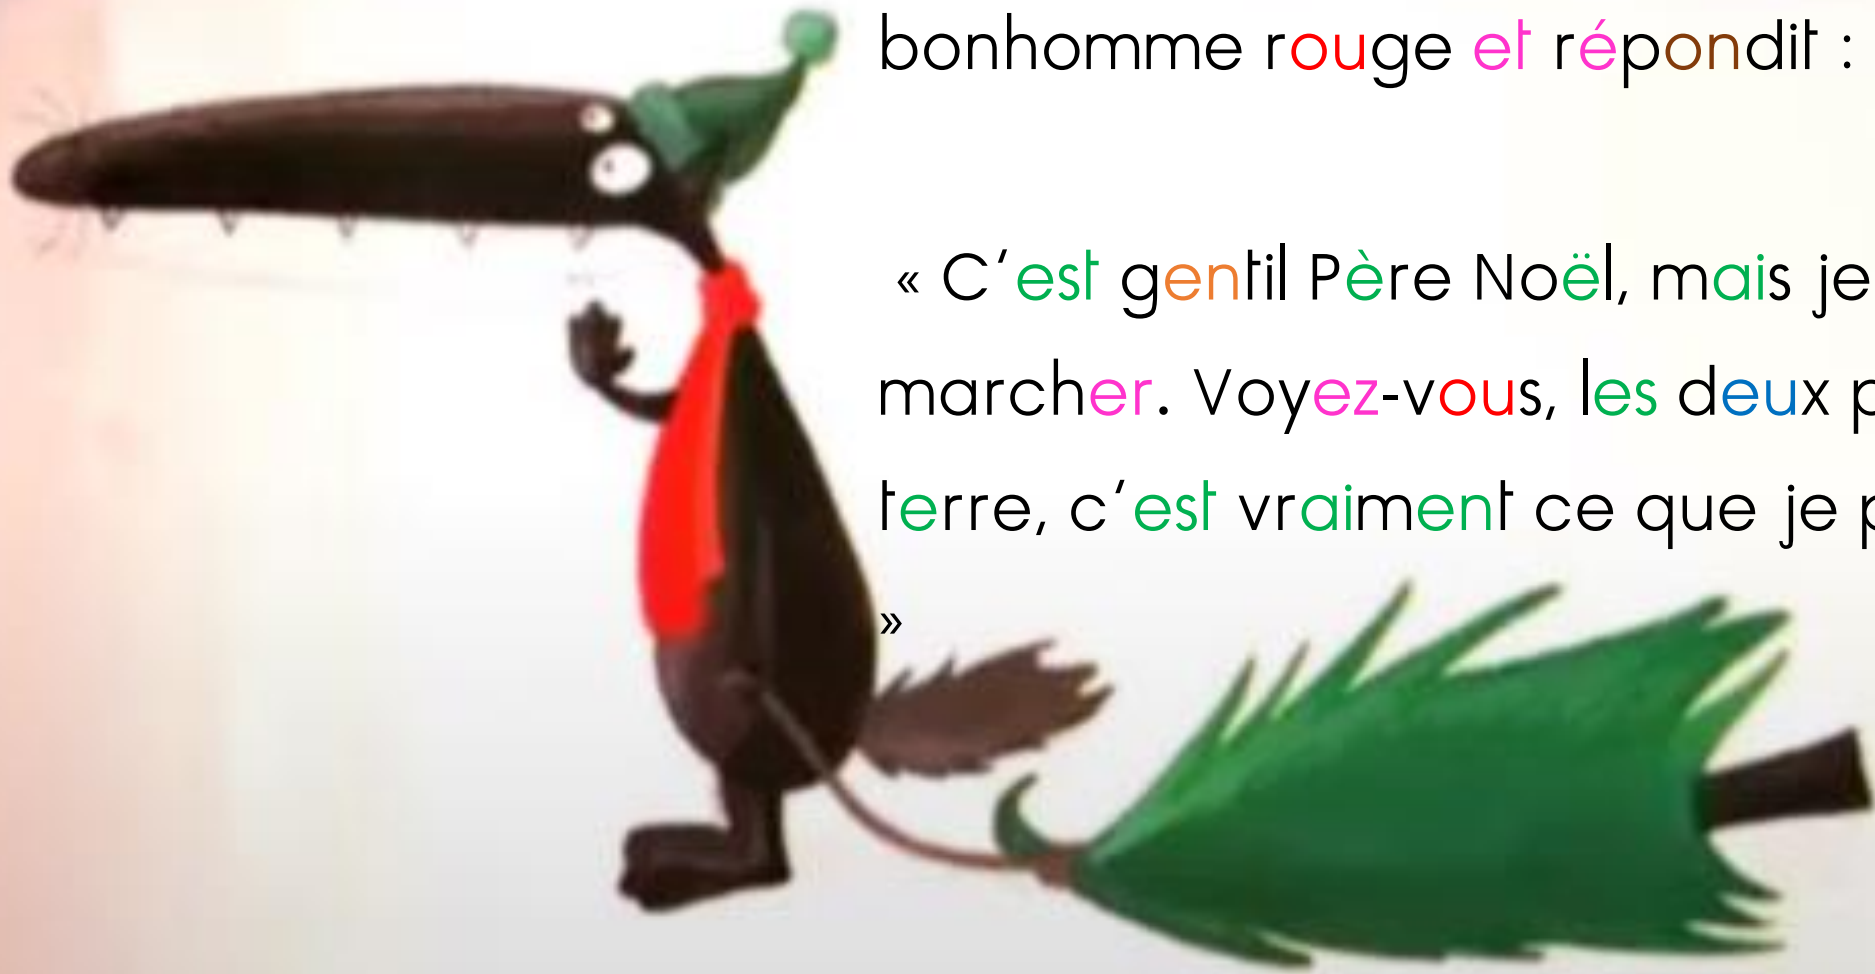 bonhomme rouge et répondit :
« C’est gentil Père Noël, mais je
marcher. Voyez-vous, les deux
terre, c’est vraiment ce que je
»